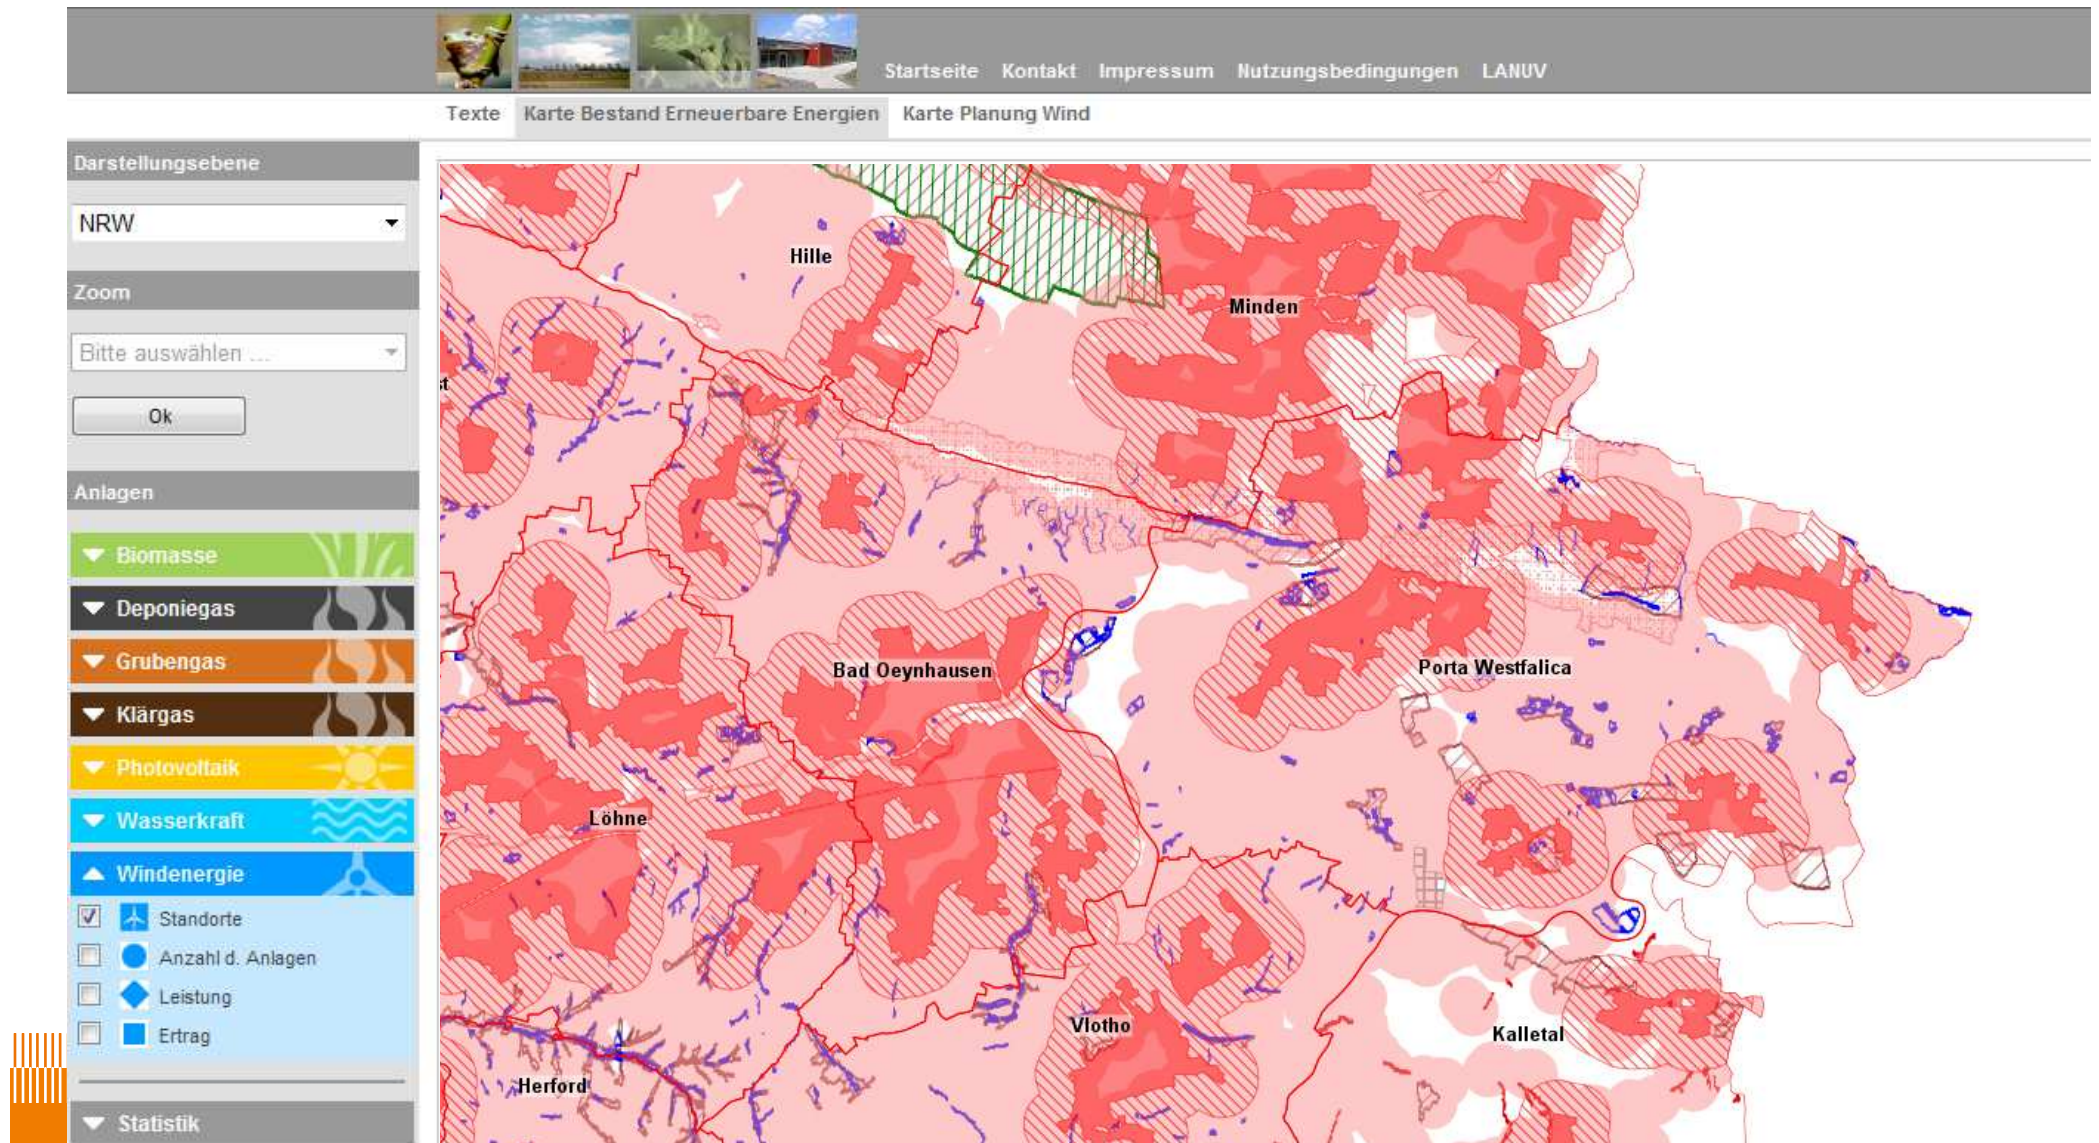 Startseite Kontakt Impressum Nutzungsbedingungen LANUV
Texte Karte Bestand Erneuerbare Energien Karte Planung Wind
Darstellungsebene
NRW
Zoom
Bitte auswählen ...
Ok
Anlagen
Biomasse
Deponiegas
Grubengas
Klärgas
Photovoltaik
Wasserkraft
Windenergie
Standorte
Anzahl d. Anlagen
Leistung
Ertrag
Statistik
Hille
Minden
st
Bad Oeynhausen
Porta Westfalica
Löhne
Vlotho
Kalletal
Herford